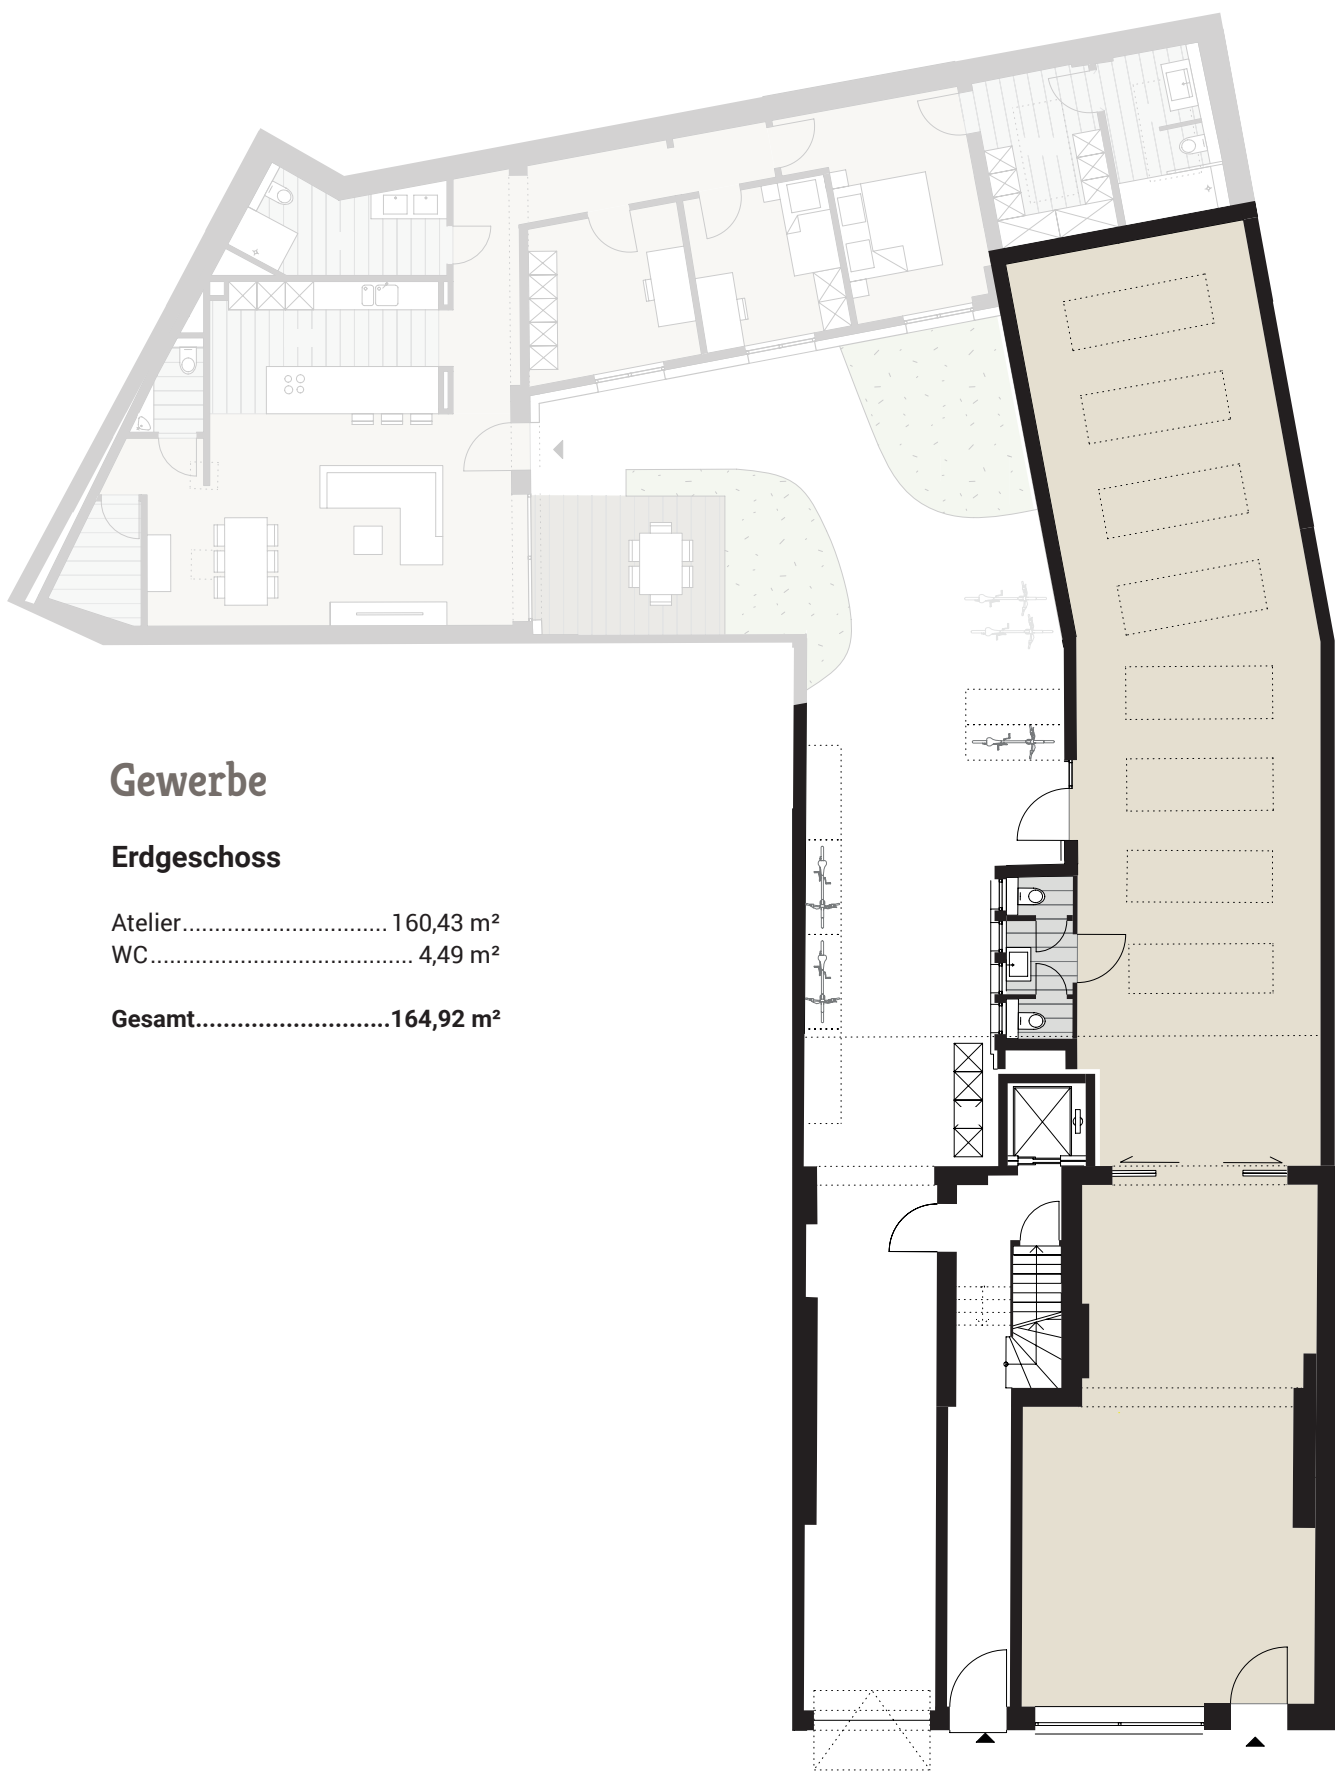 Gewerbe
Erdgeschoss
Atelier................................ 160,43 m²
WC......................................... 4,49 m²
Gesamt............................164,92 m²